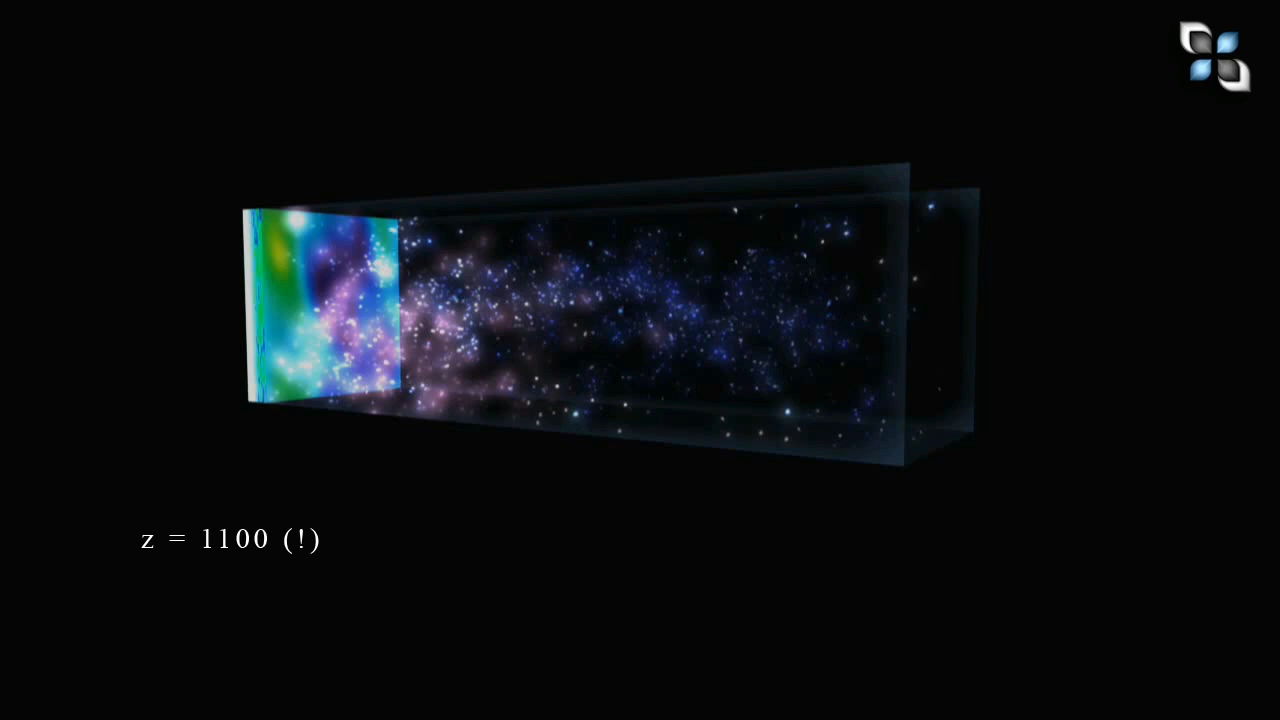 z = 1100 (!)